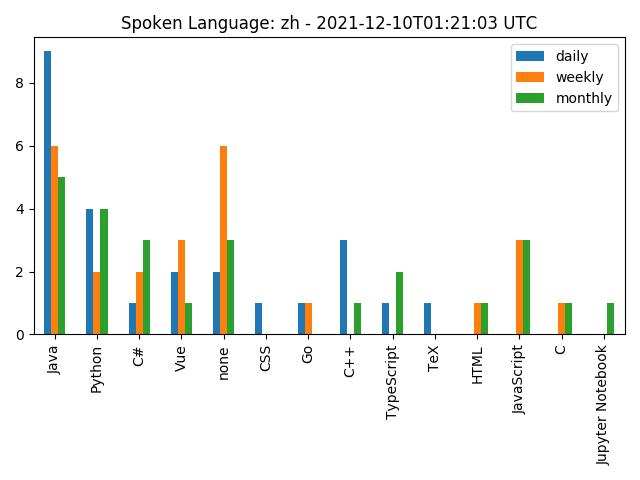 Spoken Language: zh - 2021-12-10T01:21:03 UTC
daily
weekly
monthly
8
6
4
2
0
Java
Python
C#
Vue
none
CSS
Go
C++
TypeScript
TeX
HTML
JavaScript
C
Jupyter Notebook